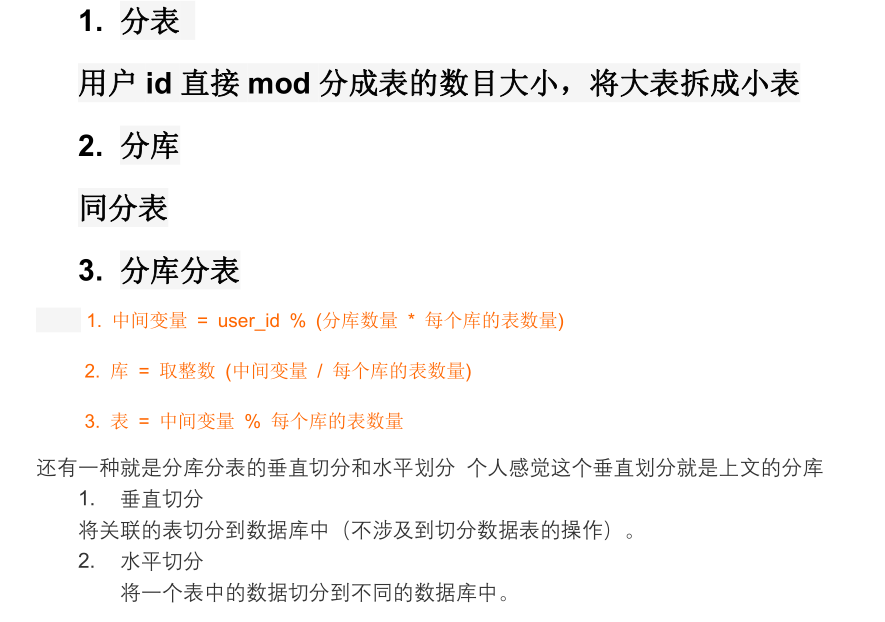 1. 分表
用户 id 直接 mod 分成表的数目大小，将大表拆成小表
2. 分库
同分表
3. 分库分表
1. 中间变量 = user_id % (分库数量 * 每个库的表数量)
2. 库 = 取整数 (中间变量 / 每个库的表数量)
3. 表 = 中间变量 % 每个库的表数量
还有一种就是分库分表的垂直切分和水平划分 个人感觉这个垂直划分就是上文的分库
1. 垂直切分
将关联的表切分到数据库中（不涉及到切分数据表的操作）。
2. 水平切分
将一个表中的数据切分到不同的数据库中。